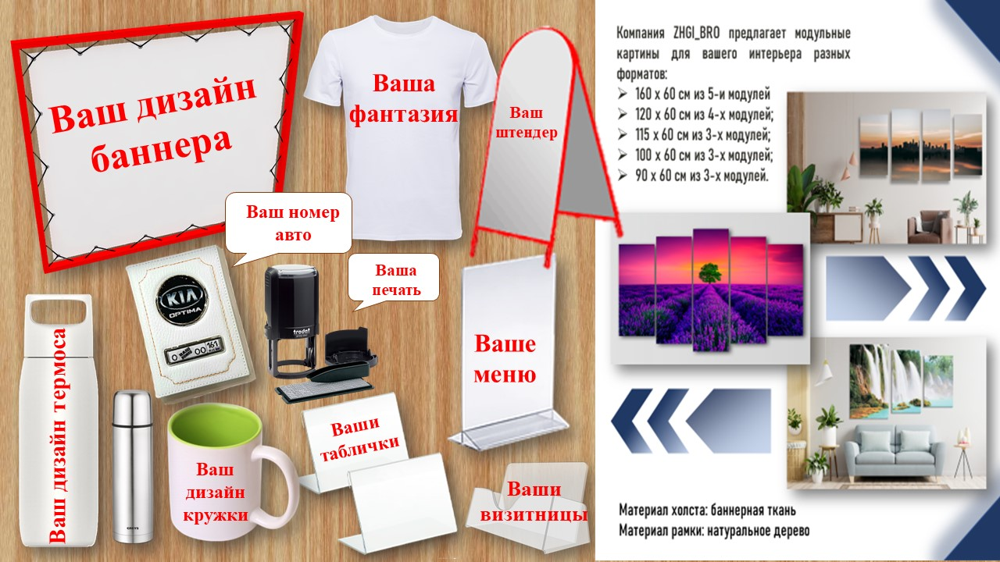 Ваш дизайн
баннера
Ваша
фантазия
Ваш
штендер
Ваш номер
авто
Ваша
печать
KIA
OPTIMA
00 161
trodat
Ваше
меню
Ваш дизайн термоса
Ваш
дизайн
кружки
Ваши
таблички
Ваши
визитницы
Компания ZHGI_BRO предлагает модульные
картины для вашего интерьера разных
форматов:
➢ 160 х 60 см из 5-и модулей
➢ 120 х 60 см из 4-х модулей;
➢ 115 х 60 см из 3-х модулей;
➢ 100 х 60 см из 3-х модулей;
➢ 90 х 60 см из 3-х модулей.
Материал холста: баннерная ткань
Материал рамки: натуральное дерево